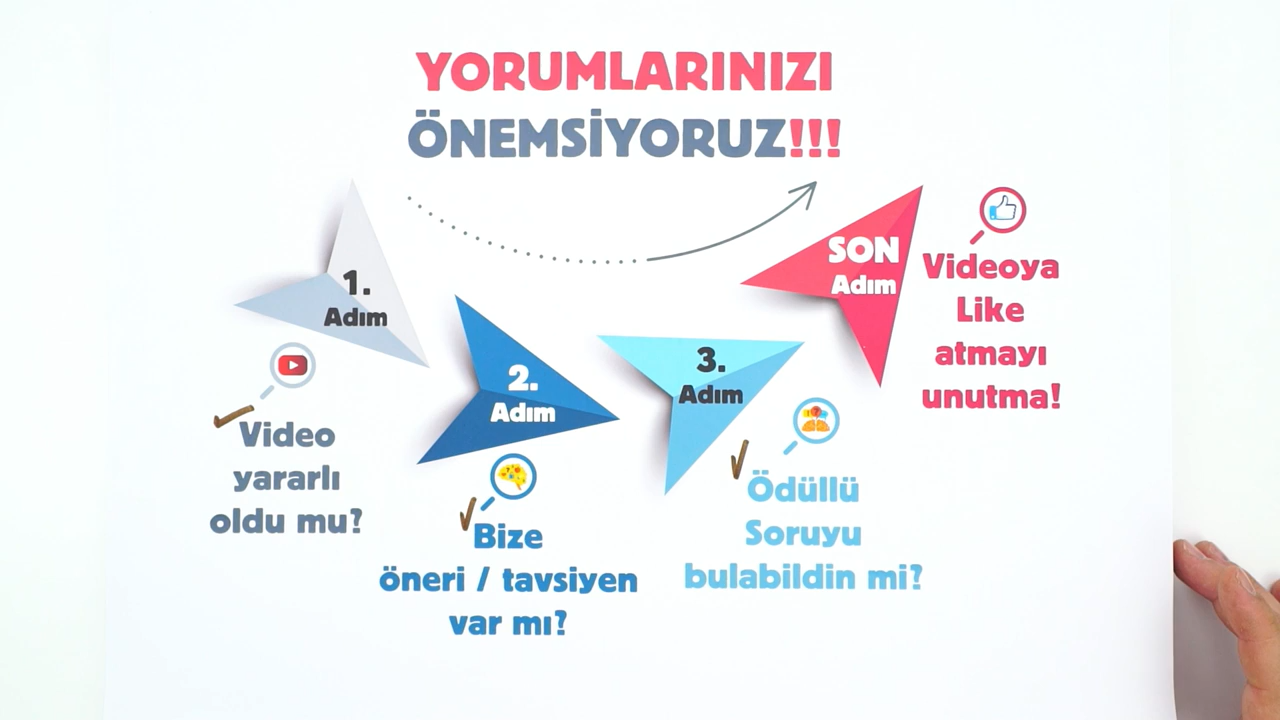 YORUMLARINIZI
ÖNEMSİYORUZ!!!
1.
Adım
Video
yararlı
oldu mu?
2.
Adım
Bize
öneri / tavsiyen
var mı?
3.
Adım
Ödüllü
Soruyu
bulabildin mi?
SON
Adım
Videoya
Like
atmayı
unutma!